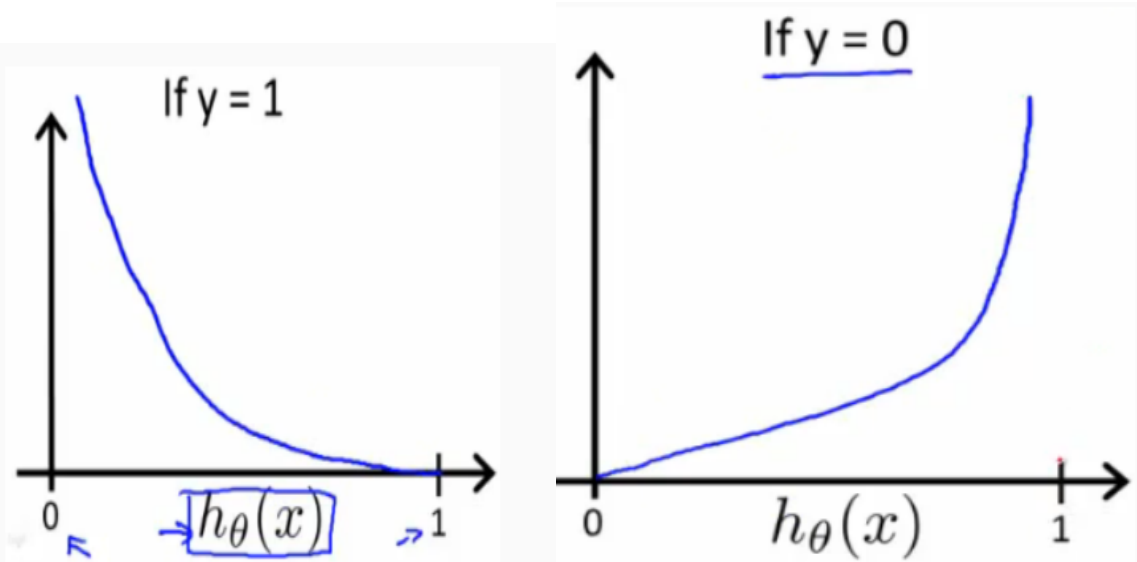 If y = 1
0
hθ(x)
1
If y = 0
0
hθ(x)
1